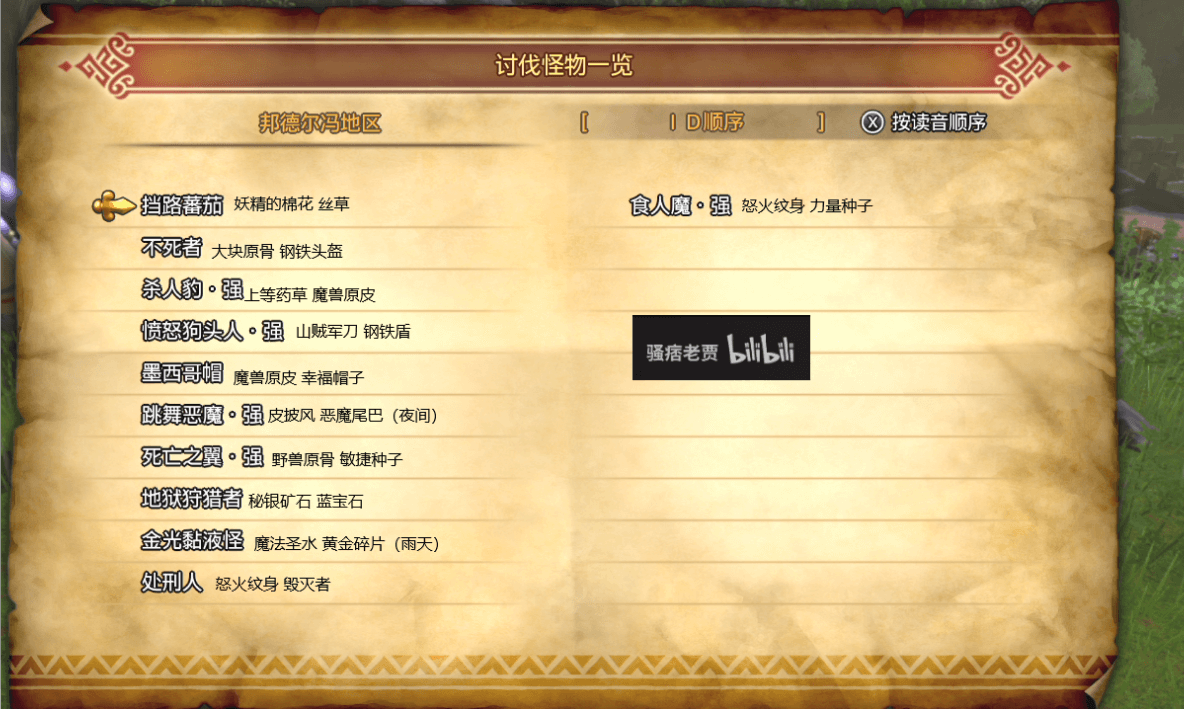 讨伐怪物一览
邦德尔冯地区 [ ID顺序 ] Ⓧ 按读音顺序
挡路蕃茄 妖精的棉花 丝草
不死者 大块原骨 钢铁头盔
杀人豹·强 上等药草 魔兽原皮
愤怒狗头人·强 山贼军刀 钢铁盾
墨西哥帽 魔兽原皮 幸福帽子
跳舞恶魔·强 皮披风 恶魔尾巴（夜间）
死亡之翼·强 野兽原骨 敏捷种子
地狱狩猎者 秘银矿石 蓝宝石
金光黏液怪 魔法圣水 黄金碎片（雨天）
处刑人 怒火纹身 毁灭者
食人魔·强 怒火纹身 力量种子
骚痞老贾 bilibili